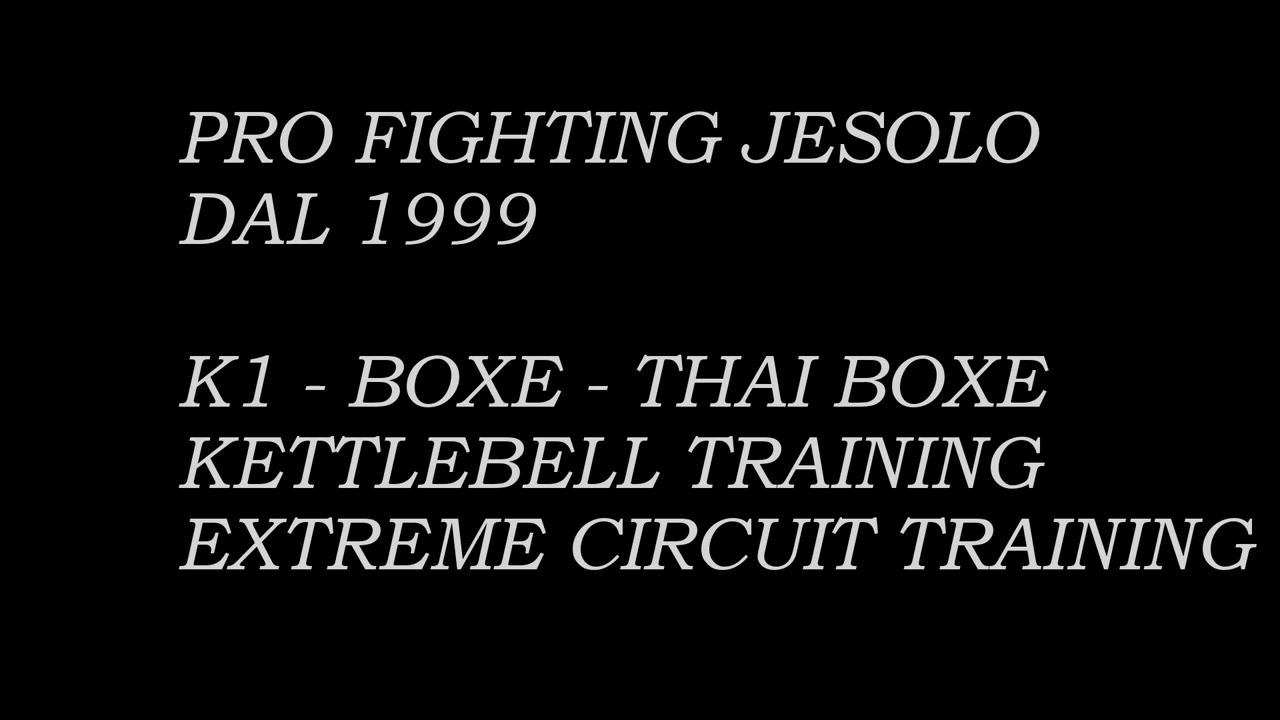 PRO FIGHTING JESOLO
DAL 1999
K1 - BOXE - THAI BOXE
KETTLEBELL TRAINING
EXTREME CIRCUIT TRAINING